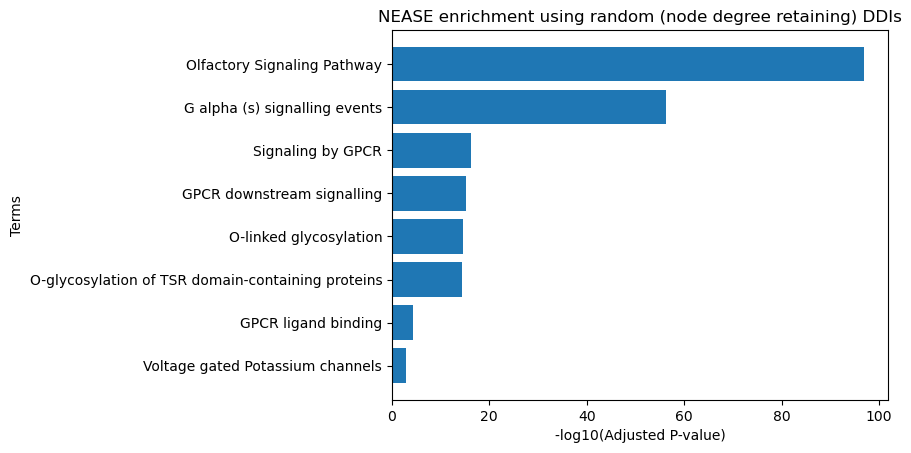 NEASE enrichment using random (node degree retaining) DDIs
Terms
Olfactory Signaling Pathway
G alpha (s) signalling events
Signaling by GPCR
GPCR downstream signalling
O-linked glycosylation
O-glycosylation of TSR domain-containing proteins
GPCR ligand binding
Voltage gated Potassium channels
0 20 40 60 80 100
-log10(Adjusted P-value)